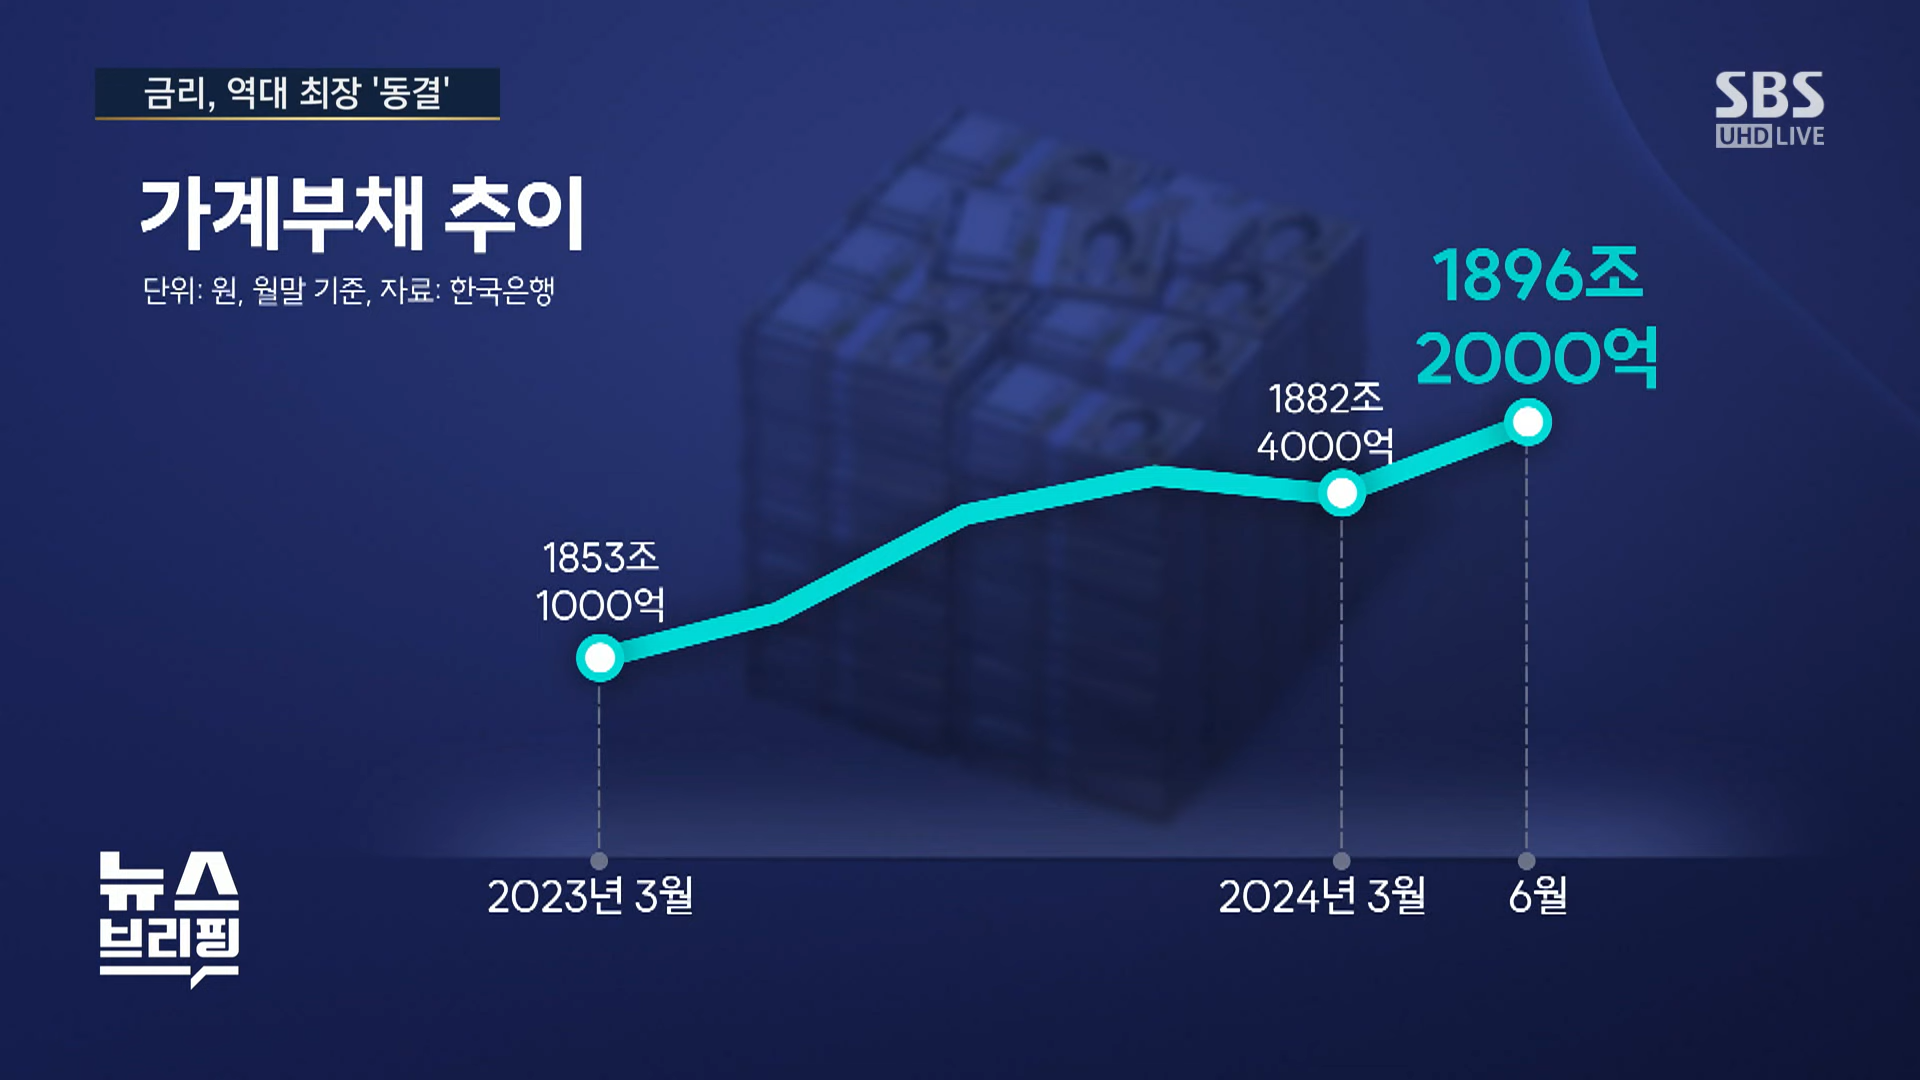 금리, 역대 최장 '동결'
SBS
UHD LIVE
가계부채 추이
단위: 원, 월말 기준, 자료: 한국은행
1896조
2000억
1882조
4000억
1853조
1000억
2023년 3월
2024년 3월
6월
뉴스
브리핑